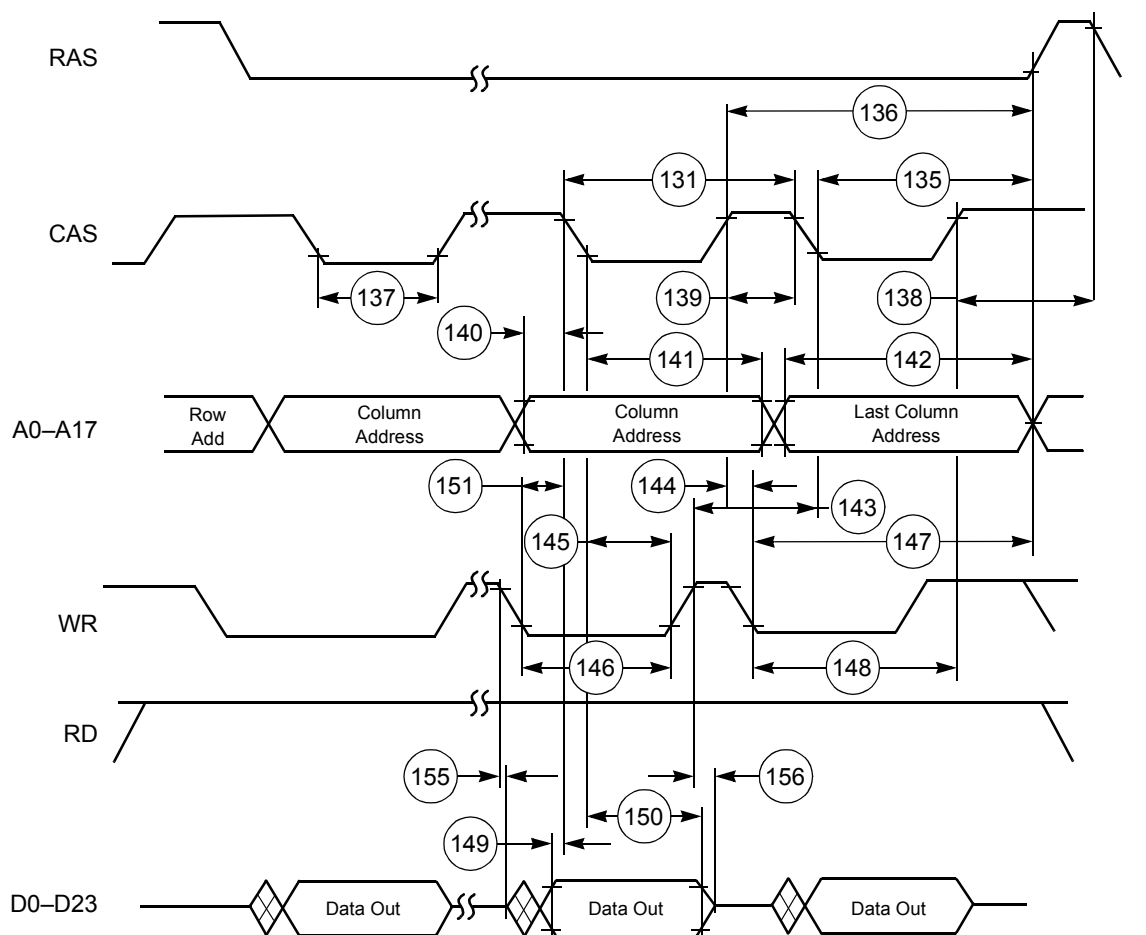 RAS
136
131
135
CAS
137
139
138
140
141
142
A0–A17
Row
Add
Column
Address
Column
Address
Last Column
Address
151
144
143
145
147
WR
146
148
RD
155
156
150
149
D0–D23
Data Out
Data Out
Data Out